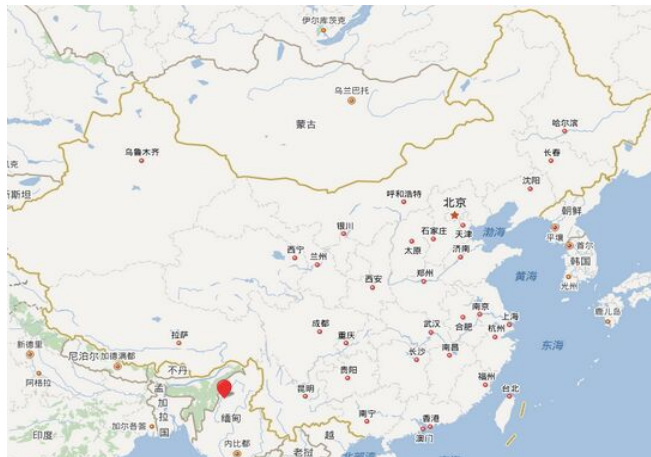 伊尔库茨克
乌兰巴托
蒙古
哈尔滨
长春
乌鲁木齐
沈阳
斯坦
呼和浩特
北京
朝鲜
天津
渤海
平壤
首尔
银川
石家庄
太原
济南
韩国
西宁
兰州
黄海
光州
西安
郑州
鹿儿岛
南京
合肥
上海
成都
武汉
杭州
拉萨
重庆
东海
新德里
尼泊尔
加德满都
长沙
南昌
不丹
阿格拉
贵阳
福州
孟加拉国
昆明
台北
缅甸
加尔各答
南宁
香港
澳门
印度
越
内比都
老挝